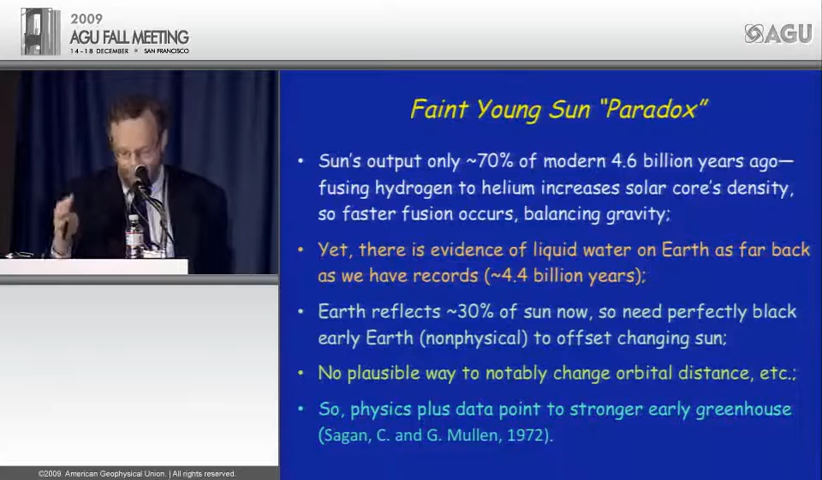 2009
AGU FALL MEETING
14 - 18 DECEMBER • SAN FRANCISCO
AGU
Faint Young Sun "Paradox"
• Sun's output only ~70% of modern 4.6 billion years ago—
fusing hydrogen to helium increases solar core's density,
so faster fusion occurs, balancing gravity;
• Yet, there is evidence of liquid water on Earth as far back
as we have records (~4.4 billion years);
• Earth reflects ~30% of sun now, so need perfectly black
early Earth (nonphysical) to offset changing sun;
• No plausible way to notably change orbital distance, etc.;
• So, physics plus data point to stronger early greenhouse
(Sagan, C. and G. Mullen, 1972).
©2009. American Geophysical Union. | All rights reserved.